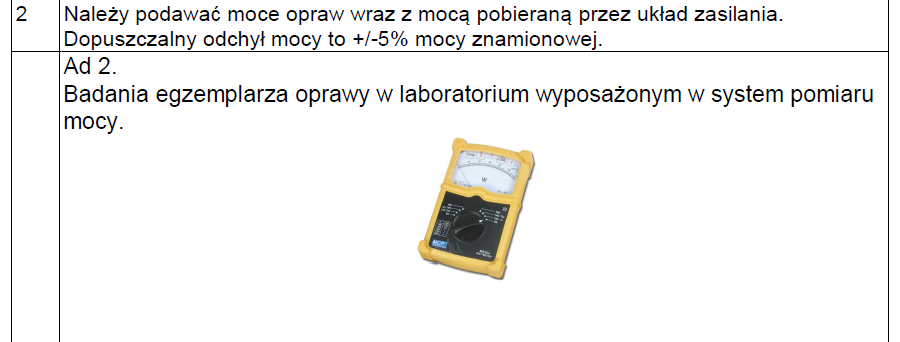 2
Należy podawać moce opraw wraz z mocą pobieraną przez układ zasilania.
Dopuszczalny odchył mocy to +/-5% mocy znamionowej.
Ad 2.
Badania egzemplarza oprawy w laboratorium wyposażonym w system pomiaru
mocy.
W